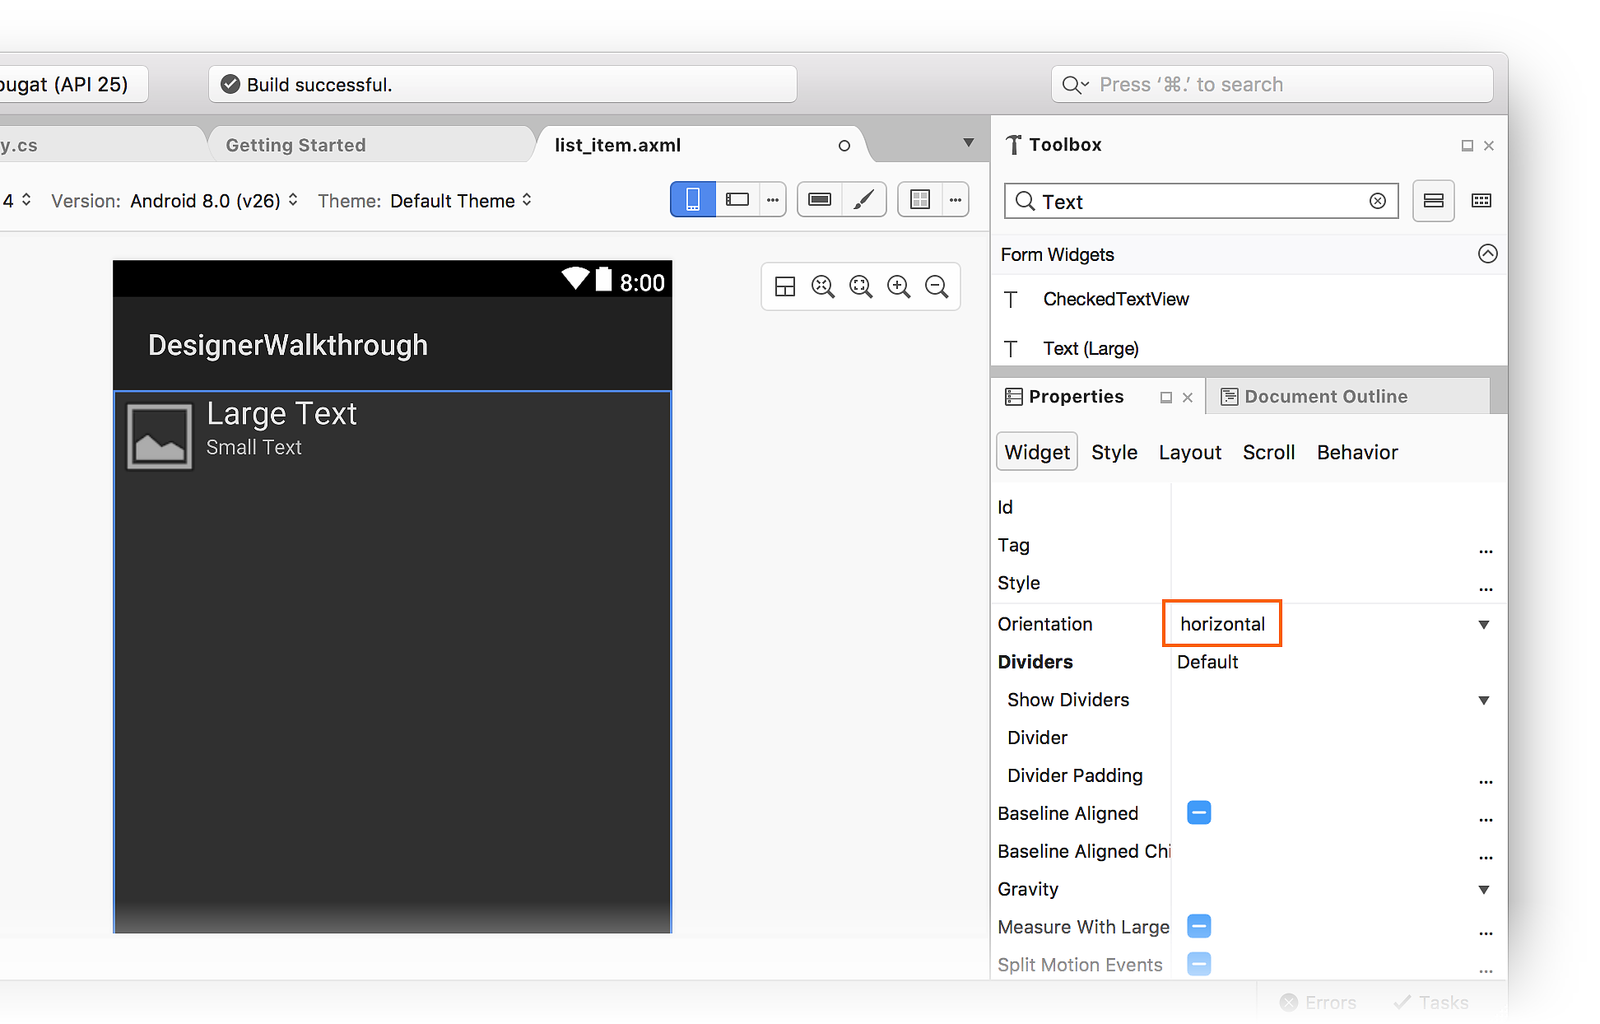 ougat (API 25)
Build successful.
Press ‘⌘.’ to search
y.cs
Getting Started
list_item.axml
4
Version: Android 8.0 (v26)
Theme: Default Theme
8:00
DesignerWalkthrough
Large Text
Small Text
Toolbox
Text
Form Widgets
T CheckedTextView
T Text (Large)
Properties
Document Outline
Widget Style Layout Scroll Behavior
Id
Tag ...
Style ...
Orientation horizontal
Dividers Default
Show Dividers
Divider
Divider Padding ...
Baseline Aligned ...
Baseline Aligned Chi ...
Gravity
Measure With Large ...
Split Motion Events ...
Errors
Tasks